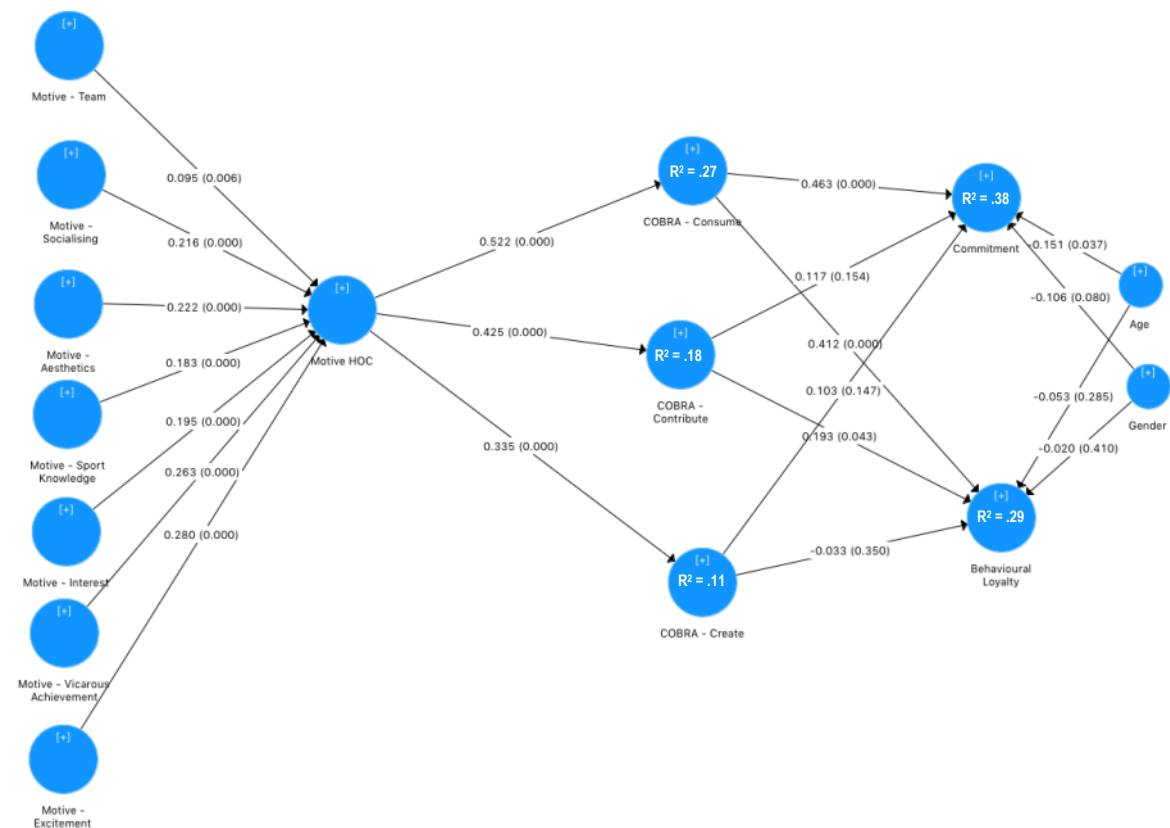 [+]
Motive - Team
[+]
Motive -
Socialising
[+]
Motive -
Aesthetics
[+]
Motive - Sport
Knowledge
[+]
Motive - Interest
[+]
Motive - Vicarous
Achievement
[+]
Motive -
Excitement
0.095 (0.006)
0.216 (0.000)
0.222 (0.000)
0.183 (0.000)
0.195 (0.000)
0.263 (0.000)
0.280 (0.000)
[+]
Motive HOC
0.522 (0.000)
0.425 (0.000)
0.335 (0.000)
[+]
R² = .27
COBRA - Consume
[+]
R² = .18
COBRA -
Contribute
[+]
R² = .11
COBRA - Create
0.463 (0.000)
0.117 (0.154)
0.412 (0.000)
0.103 (0.147)
0.193 (0.043)
-0.033 (0.350)
[+]
R² = .38
Commitment
-0.151 (0.037)
-0.106 (0.080)
-0.053 (0.285)
-0.020 (0.410)
[+]
Age
[+]
Gender
[+]
R² = .29
Behavioural
Loyalty